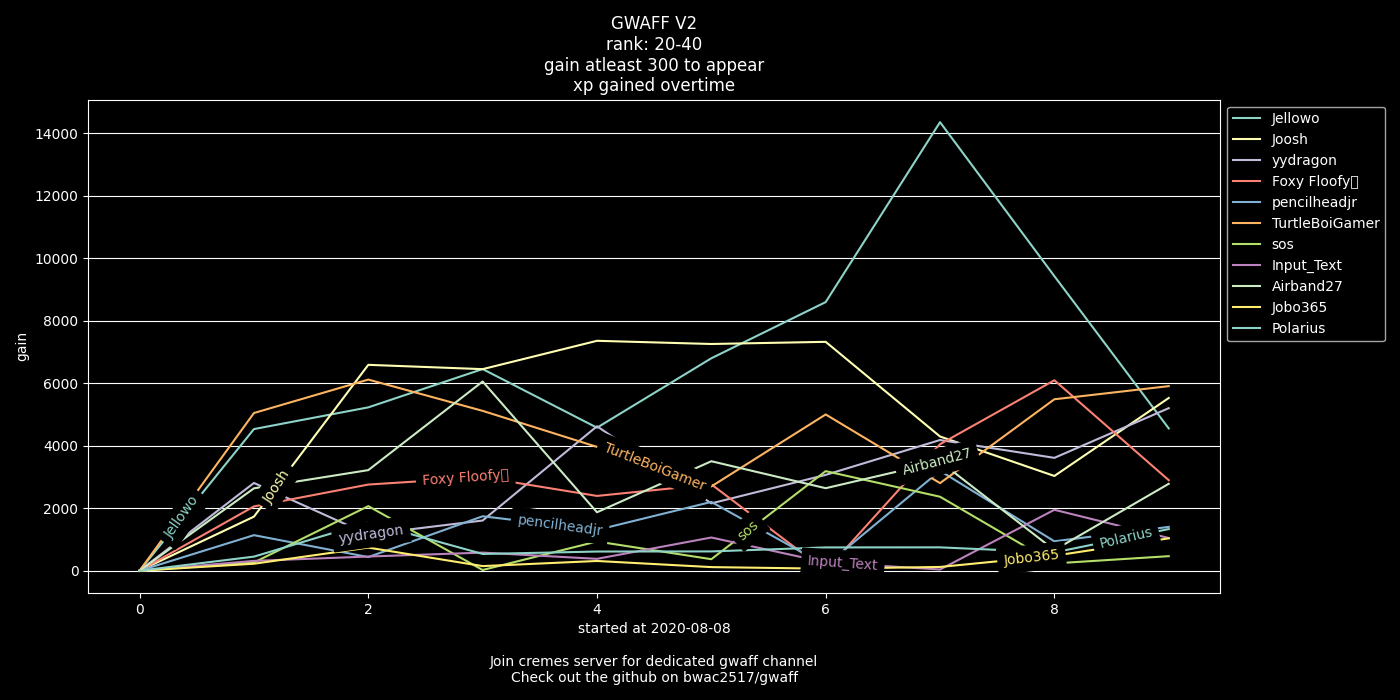 GWAFF V2
rank: 20-40
gain atleast 300 to appear
xp gained overtime
14000
12000
10000
8000
6000
4000
2000
0
gain
Jellowo
Joosh
yydragon
Foxy Floofy
pencilheadjr
TurtleBoiGamer
sos
Input_Text
Airband27
Jobo365
Polarius
0
2
4
6
8
started at 2020-08-08
Jellowo
Joosh
yydragon
Foxy Floofy
pencilheadjr
TurtleBoiGamer
sos
Input_Text
Airband27
Jobo365
Polarius
Join cremes server for dedicated gwaff channel
Check out the github on bwac2517/gwaff